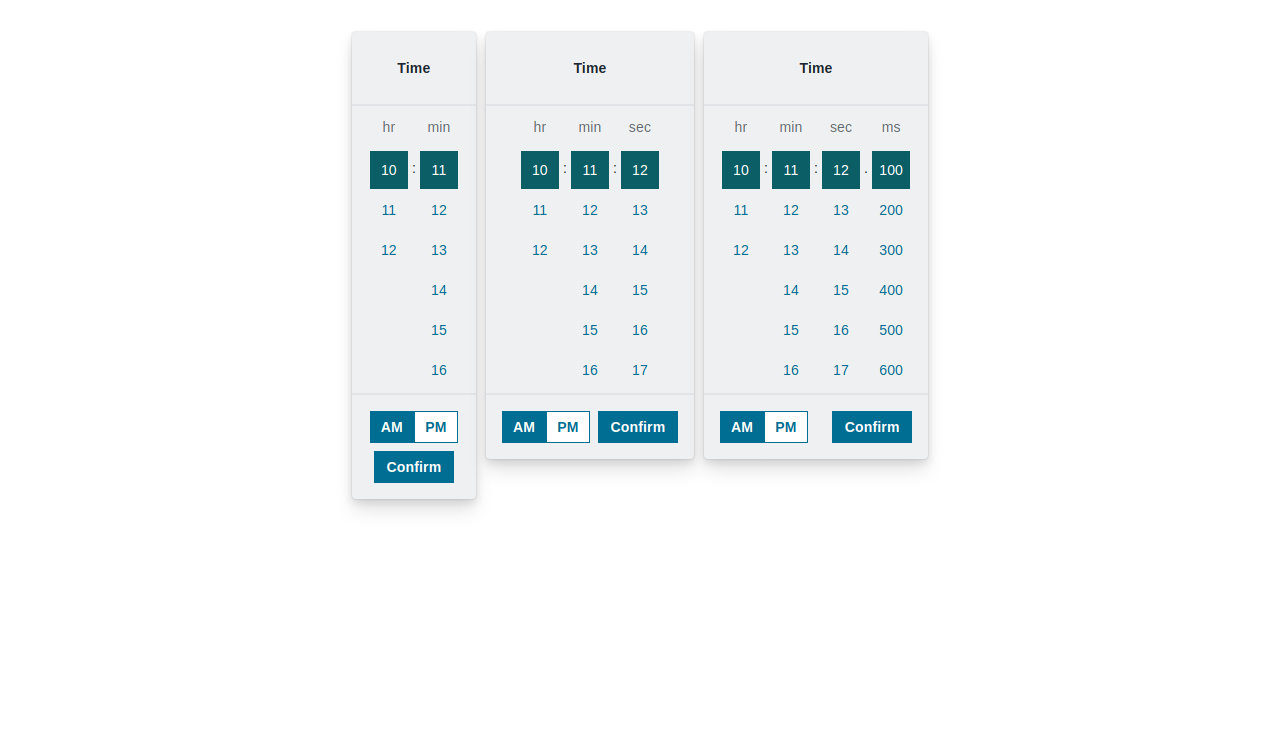 Time
hr min
10 : 11
11 12
12 13
14
15
16
AM PM
Confirm
Time
hr min sec
10 : 11 : 12
11 12 13
12 13 14
14 15
15 16
16 17
AM PM Confirm
Time
hr min sec ms
10 : 11 : 12 . 100
11 12 13 200
12 13 14 300
14 15 400
15 16 500
16 17 600
AM PM Confirm